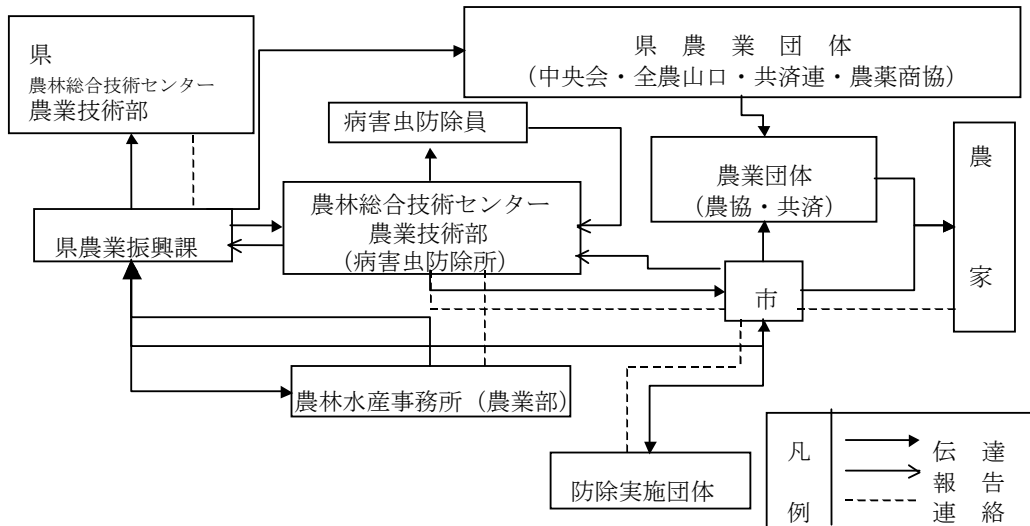 県
農林総合技術センター
農業技術部
県　農　業　団　体
（中央会・全農山口・共済連・農薬商協）
病害虫防除員
農業団体
（農協・共済）
農
家
農林総合技術センター
農業技術部
（病害虫防除所）
県農業振興課
市
農林水産事務所（農業部）
防除実施団体
凡
例
伝　達
報　告
連　絡